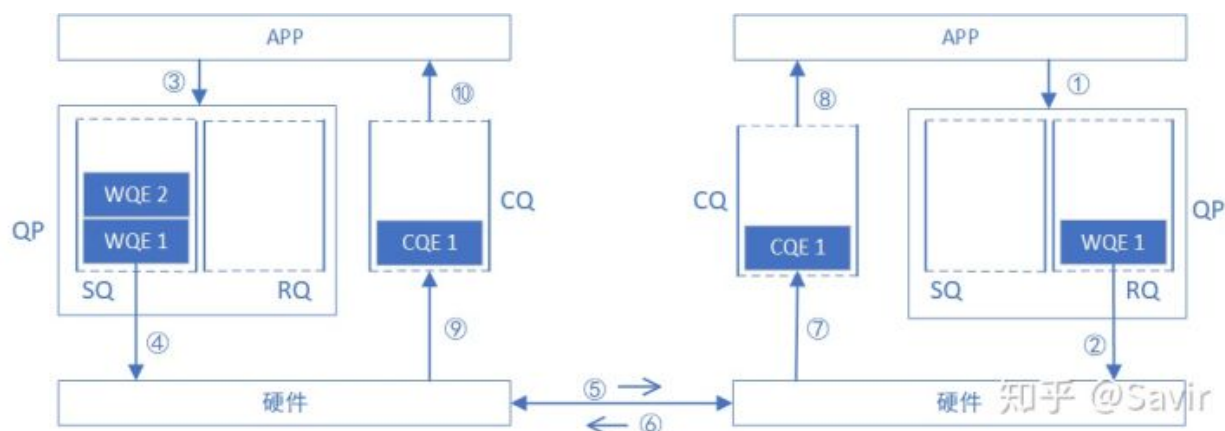 APP
APP
③
⑩
⑧
①
WQE 2
WQE 1
CQE 1
CQE 1
WQE 1
QP
CQ
CQ
QP
SQ
RQ
SQ
RQ
④
⑨
⑦
②
硬件
⑤
硬件
⑥
知乎 @Savir